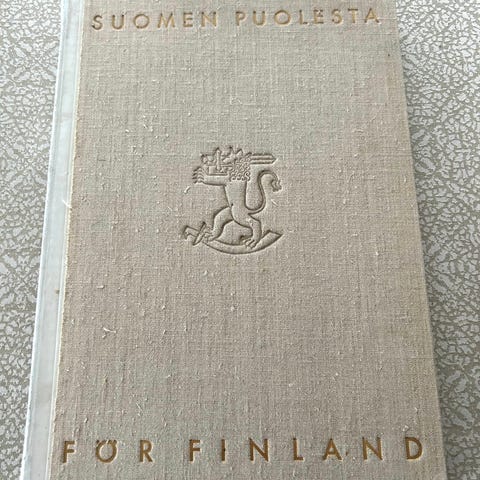 SUOMEN PUOLESTA
FÖR FINLAND